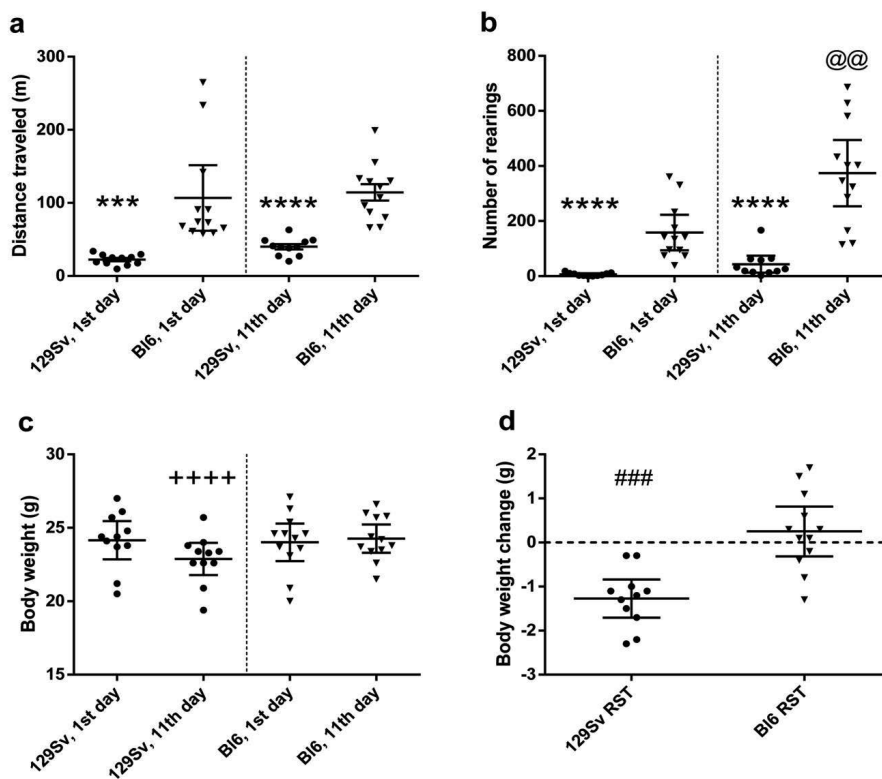 a
Distance traveled (m)
300
200
100
0
***
****
129Sv, 1st day
Bl6, 1st day
129Sv, 11th day
Bl6, 11th day
b
Number of rearings
800
600
400
200
0
****
****
@@
129Sv, 1st day
Bl6, 1st day
129Sv, 11th day
Bl6, 11th day
c
Body weight (g)
30
25
20
15
++++
129Sv, 1st day
129Sv, 11th day
Bl6, 1st day
Bl6, 11th day
d
Body weight change (g)
2
1
0
-1
-2
-3
###
129Sv RST
Bl6 RST